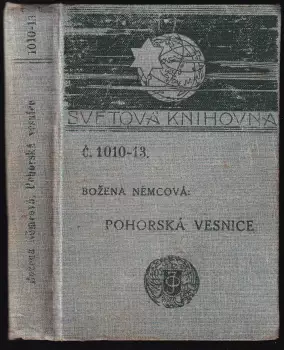 1010-13
Božena Němcová: Pohorská vesnice
SVĚTOVÁ KNIHOVNA
Č. 1010-13.
BOŽENA NĚMCOVÁ:
POHORSKÁ VESNICE